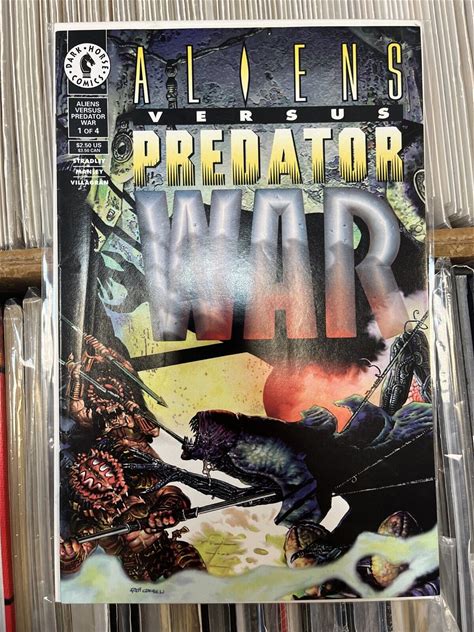 DARK HORSE COMICS
ALIENS
VERSUS
PREDATOR
WAR
1 OF 4
$2.50 US
$3.50 CAN
STRADLEY
MANLEY
VILLAGRAN
ALIENS
VERSUS
PREDATOR
WAR